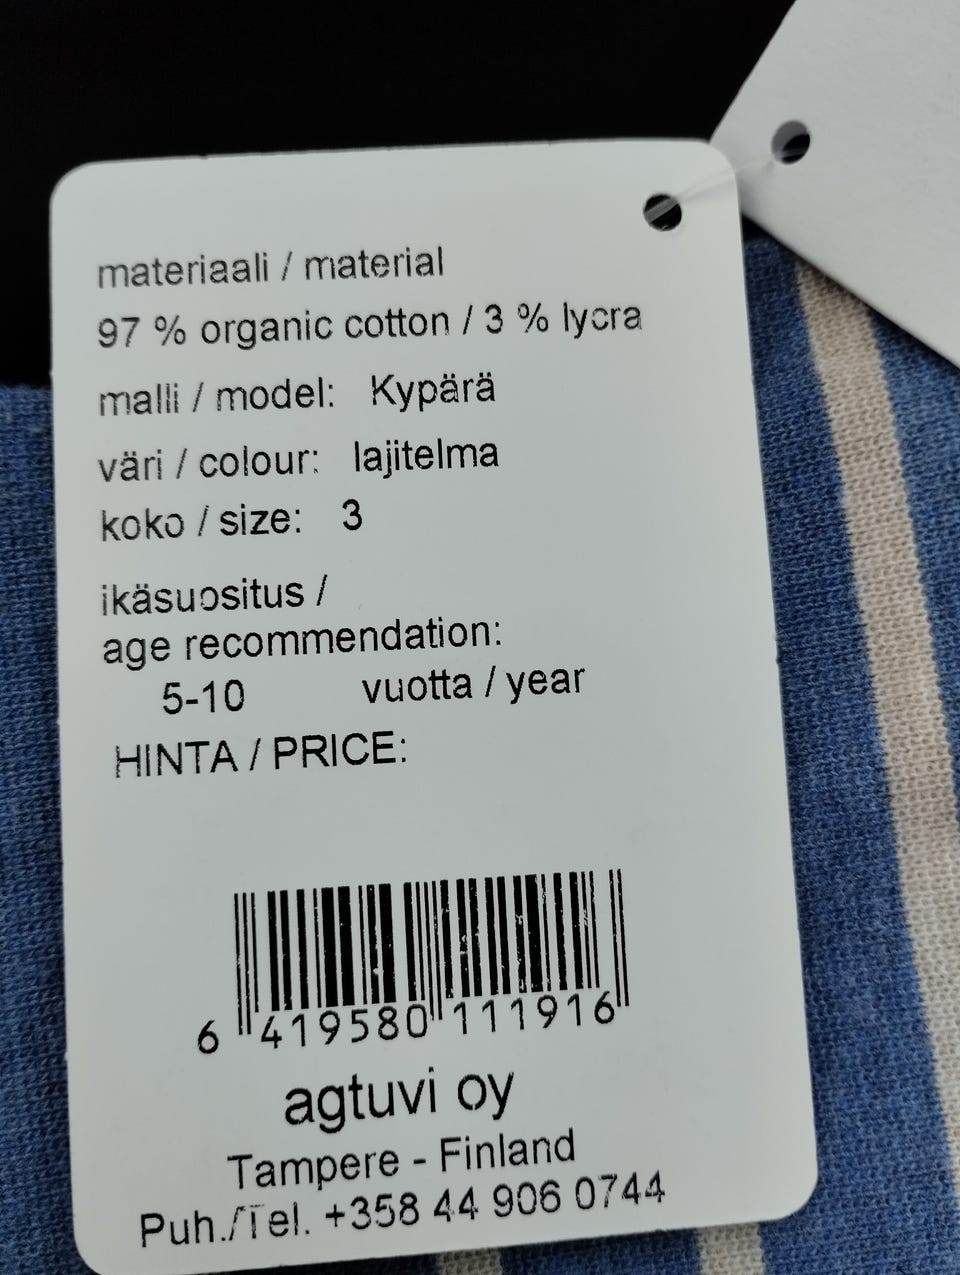 materiaali / material
97 % organic cotton / 3 % lycra
malli / model: Kypärä
väri / colour: lajitelma
koko / size: 3
ikäsuositus /
age recommendation:
5-10 vuotta / year
HINTA / PRICE:
6 419580 111916
agtuvi oy
Tampere - Finland
Puh./Tel. +358 44 906 0744